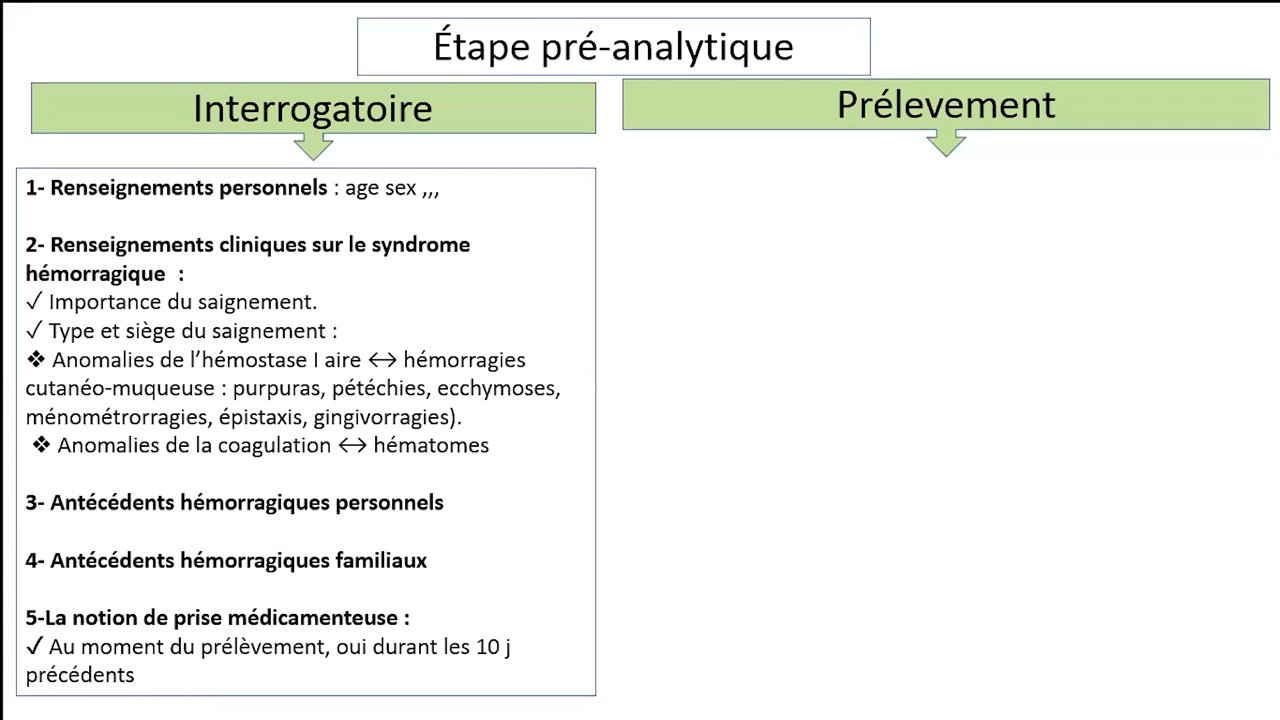 Étape pré-analytique
Interrogatoire
Prélevement
1- Renseignements personnels : age sex ,,,
2- Renseignements cliniques sur le syndrome
hémorragique :
✓ Importance du saignement.
✓ Type et siège du saignement :
❖ Anomalies de l’hémostase I aire ↔ hémorragies
cutanéo-muqueuse : purpuras, pétéchies, ecchymoses,
ménométrorragies, épistaxis, gingivorragies).
❖ Anomalies de la coagulation ↔ hématomes
3- Antécédents hémorragiques personnels
4- Antécédents hémorragiques familiaux
5-La notion de prise médicamenteuse :
✓ Au moment du prélèvement, oui durant les 10 j
précédents